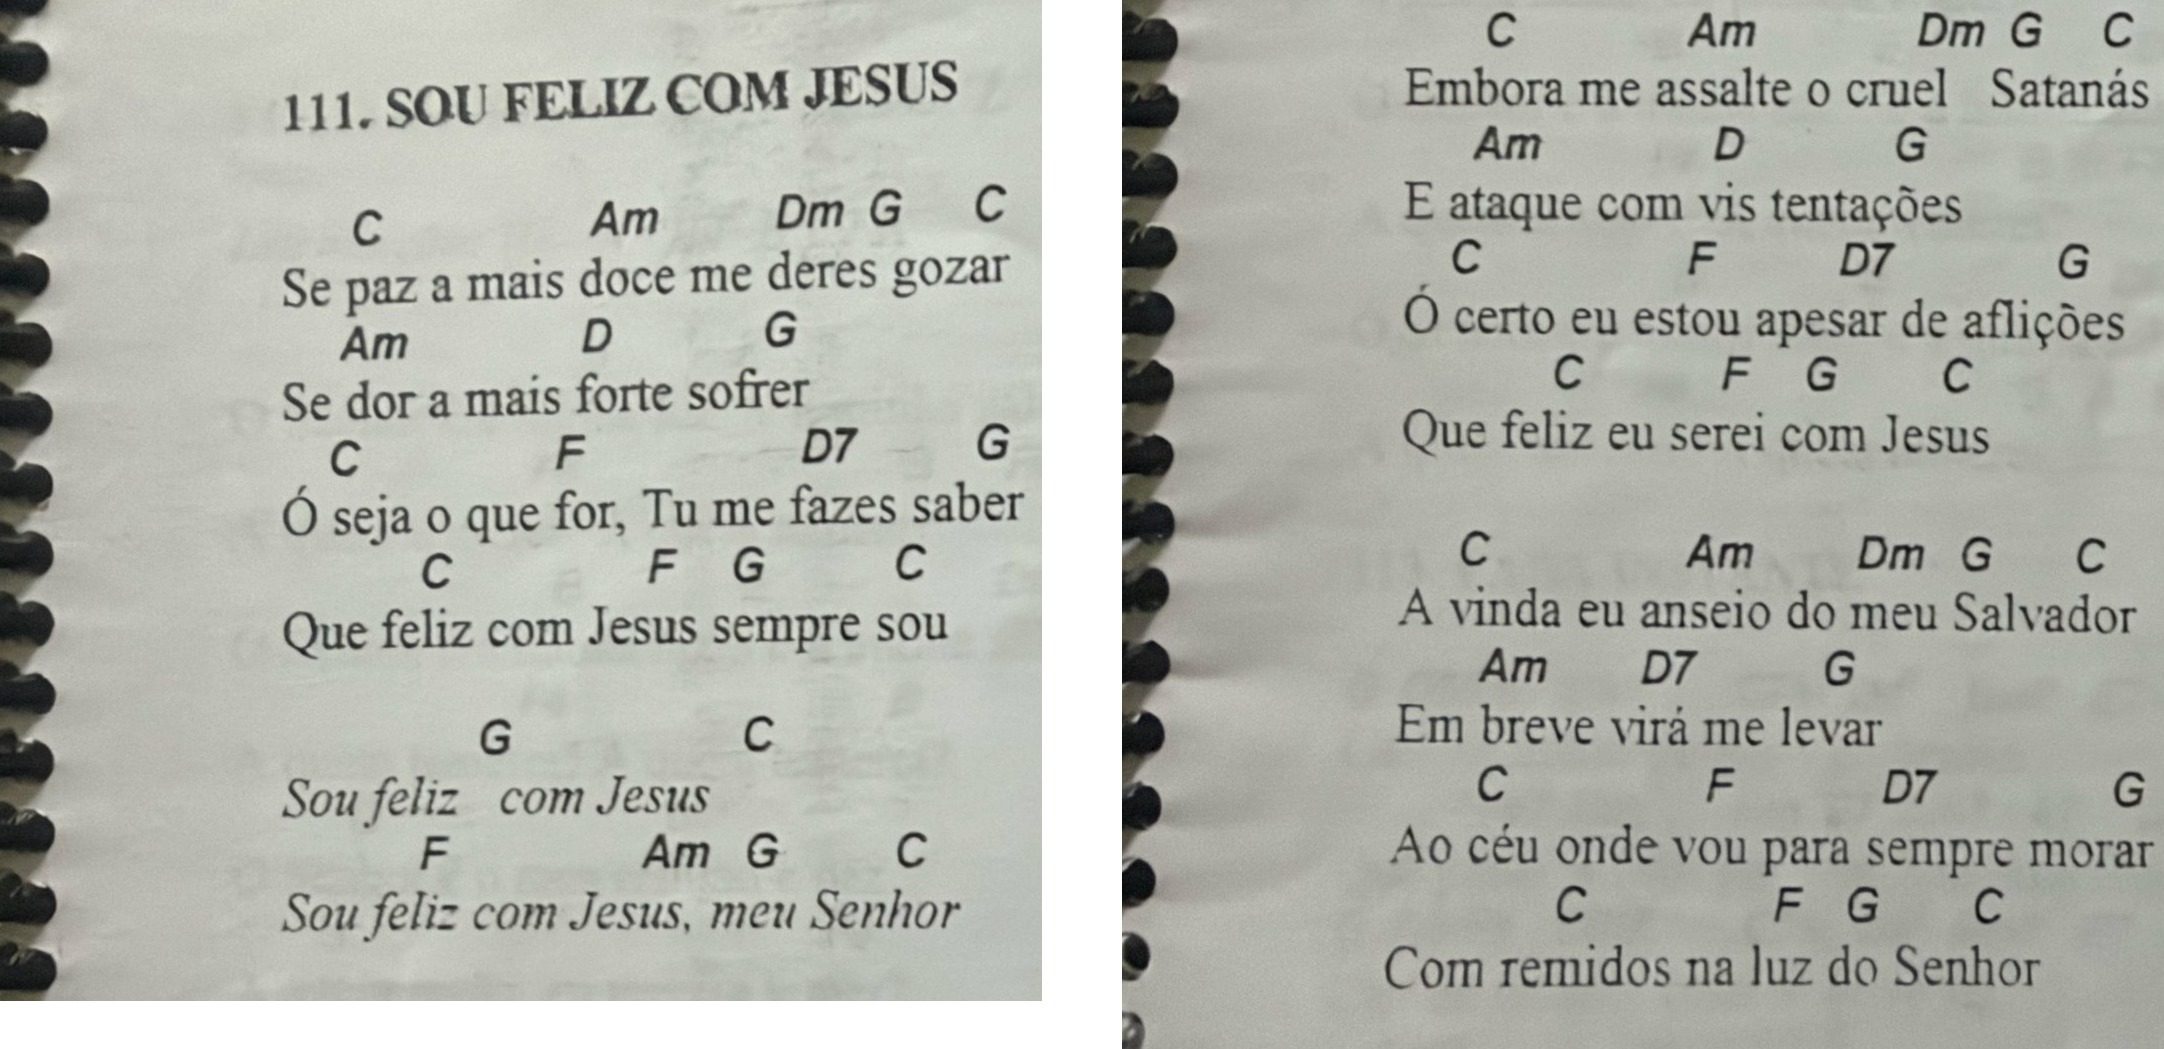 111. SOU FELIZ COM JESUS
C Am Dm G C
Se paz a mais doce me deres gozar
Am D G
Se dor a mais forte sofrer
C F D7 G
Ó seja o que for, Tu me fazes saber
C F G C
Que feliz com Jesus sempre sou
G C
Sou feliz com Jesus
F Am G C
Sou feliz com Jesus, meu Senhor
C Am Dm G C
Embora me assalte o cruel Satanás
Am D G
E ataque com vis tentações
C F D7 G
Ó certo eu estou apesar de aflições
C F G C
Que feliz eu serei com Jesus
C Am Dm G C
A vinda eu anseio do meu Salvador
Am D7 G
Em breve virá me levar
C F D7 G
Ao céu onde vou para sempre morar
C F G C
Com remidos na luz do Senhor